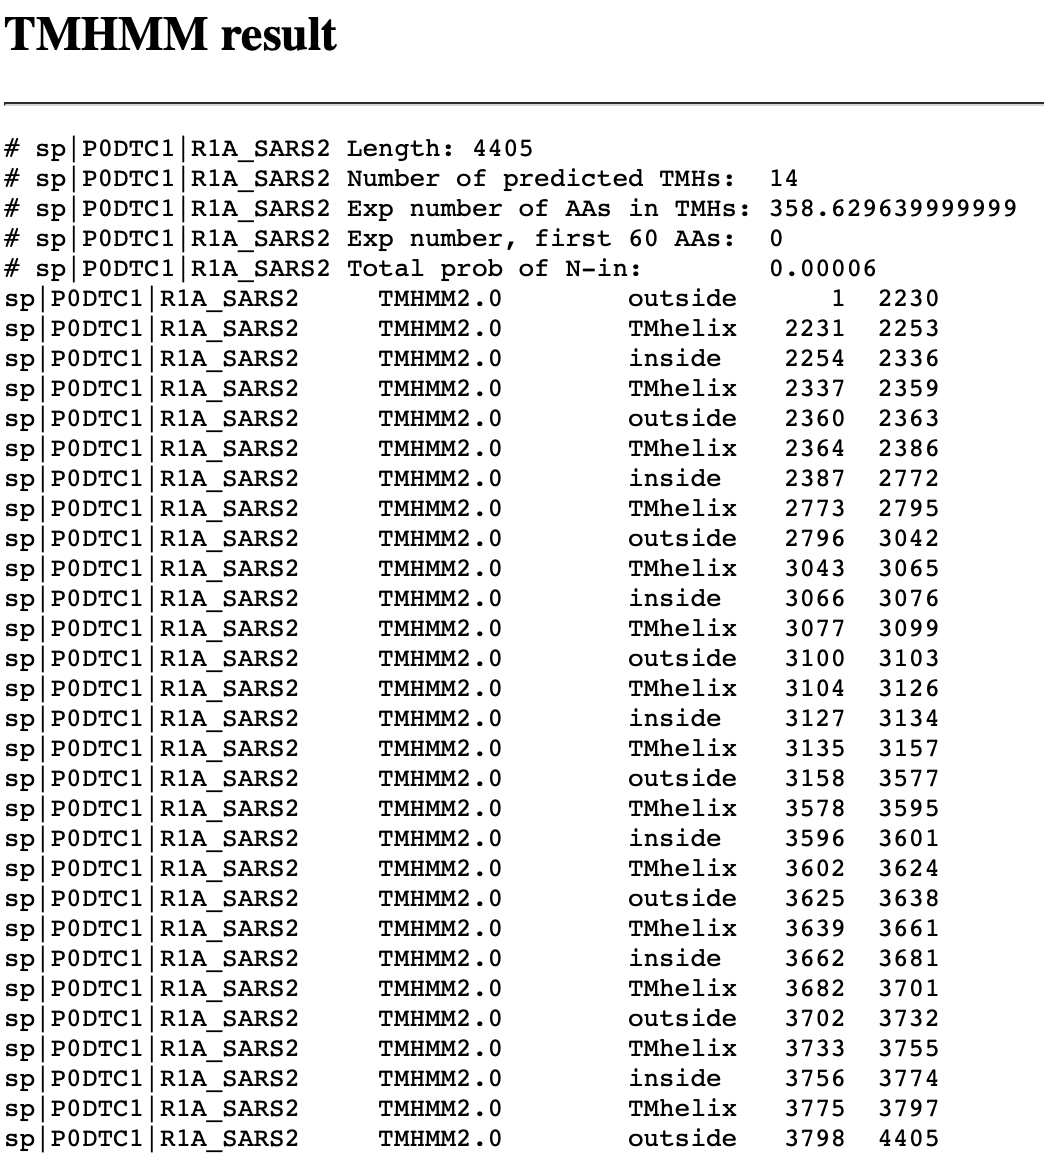 TMHMM result
# sp|P0DTC1|R1A_SARS2 Length: 4405
# sp|P0DTC1|R1A_SARS2 Number of predicted TMHs: 14
# sp|P0DTC1|R1A_SARS2 Exp number of AAs in TMHs: 358.629639999999
# sp|P0DTC1|R1A_SARS2 Exp number, first 60 AAs: 0
# sp|P0DTC1|R1A_SARS2 Total prob of N-in: 0.00006
sp|P0DTC1|R1A_SARS2 TMHMM2.0 outside 1 2230
sp|P0DTC1|R1A_SARS2 TMHMM2.0 TMhelix 2231 2253
sp|P0DTC1|R1A_SARS2 TMHMM2.0 inside 2254 2336
sp|P0DTC1|R1A_SARS2 TMHMM2.0 TMhelix 2337 2359
sp|P0DTC1|R1A_SARS2 TMHMM2.0 outside 2360 2363
sp|P0DTC1|R1A_SARS2 TMHMM2.0 TMhelix 2364 2386
sp|P0DTC1|R1A_SARS2 TMHMM2.0 inside 2387 2772
sp|P0DTC1|R1A_SARS2 TMHMM2.0 TMhelix 2773 2795
sp|P0DTC1|R1A_SARS2 TMHMM2.0 outside 2796 3042
sp|P0DTC1|R1A_SARS2 TMHMM2.0 TMhelix 3043 3065
sp|P0DTC1|R1A_SARS2 TMHMM2.0 inside 3066 3076
sp|P0DTC1|R1A_SARS2 TMHMM2.0 TMhelix 3077 3099
sp|P0DTC1|R1A_SARS2 TMHMM2.0 outside 3100 3103
sp|P0DTC1|R1A_SARS2 TMHMM2.0 TMhelix 3104 3126
sp|P0DTC1|R1A_SARS2 TMHMM2.0 inside 3127 3134
sp|P0DTC1|R1A_SARS2 TMHMM2.0 TMhelix 3135 3157
sp|P0DTC1|R1A_SARS2 TMHMM2.0 outside 3158 3577
sp|P0DTC1|R1A_SARS2 TMHMM2.0 TMhelix 3578 3595
sp|P0DTC1|R1A_SARS2 TMHMM2.0 inside 3596 3601
sp|P0DTC1|R1A_SARS2 TMHMM2.0 TMhelix 3602 3624
sp|P0DTC1|R1A_SARS2 TMHMM2.0 outside 3625 3638
sp|P0DTC1|R1A_SARS2 TMHMM2.0 TMhelix 3639 3661
sp|P0DTC1|R1A_SARS2 TMHMM2.0 inside 3662 3681
sp|P0DTC1|R1A_SARS2 TMHMM2.0 TMhelix 3682 3701
sp|P0DTC1|R1A_SARS2 TMHMM2.0 outside 3702 3732
sp|P0DTC1|R1A_SARS2 TMHMM2.0 TMhelix 3733 3755
sp|P0DTC1|R1A_SARS2 TMHMM2.0 inside 3756 3774
sp|P0DTC1|R1A_SARS2 TMHMM2.0 TMhelix 3775 3797
sp|P0DTC1|R1A_SARS2 TMHMM2.0 outside 3798 4405